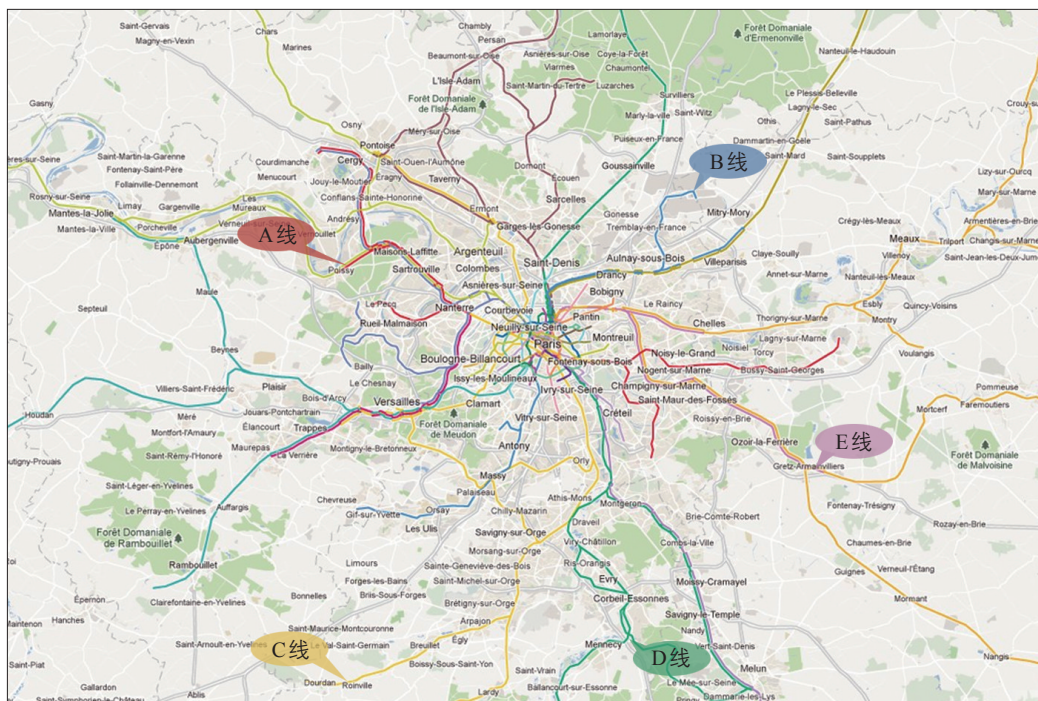 Saint-Gervais
Magny-en-Vexin
Chars
Marines
Chambly
Persan
Beaumont-sur-Oise
L'Isle-Adam
Forêt Domaniale
de l'Isle-Adam
Asnières-sur-Oise
Viarmes
Saint-Martin-du-Tertre
Lamorlaye
Coye-la-Forêt
Chaumontel
Luzarches
Survilliers
Saint-Witz
Marly-la-ville
Puiseux-en-France
Forêt Domaniale
d'Ermenonville
Nanteuil-le-Haudouin
Le Plessis-Belleville
Lagny-le-Sec
Othis
Saint-Pathus
Dammartin-en-Goële
Saint-Mard
Saint-Soupplets
Crouy-sur
Gasny
Osny
Pontoise
Méry-sur-Oise
Cergy
Saint-Ouen-l'Aumône
Éragny
Taverny
Domont
Écouen
Goussainville
B线
Saint-Martin-la-Garenne
Fontenay-Saint-Père
Follainville-Dennemont
Courdimanche
Menucourt
Jouy-le-Moutier
Conflans-Sainte-Honorine
Rosny-sur-Seine
Limay
Gargenville
Les
Mureaux
Andrésy
Mantes-la-Jolie
Mantes-la-Ville
Porcheville
Épône
Aubergenville
A线
Poissy
Maisons-Laffitte
Sartrouville
Ermont
Sarcelles
Garges-lès-Gonesse
Gonesse
Tremblay-en-France
Mitry-Mory
Lizy-sur-Ourcq
Mary-sur-Marne
Crégy-lès-Meaux
Armentières-en-Brie
Meaux
Trilport
Changis-sur-Marne
Saint-Jean-les-Deux-Jum
Villenoy
Nanteuil-lès-Meaux
Argenteuil
Saint-Denis
Aulnay-sous-Bois
Villeparisis
Claye-Souilly
Annet-sur-Marne
Colombes
Asnières-sur-Seine
Drancy
Bobigny
Maule
Septeuil
Le Pecq
Nanterre
Courbevoie
Rueil-Malmaison
Neuilly-sur-Seine
Pantin
Le Raincy
Chelles
Thorigny-sur-Marne
Esbly
Quincy-Voisins
Montry
Lagny-sur-Marne
Paris
Montreuil
Noisiel
Torcy
Noisy-le-Grand
Voulangis
Beynes
Bailly
Boulogne-Billancourt
Fontenay-sous-Bois
Nogent-sur-Marne
Bussy-Saint-Georges
Le Chesnay
Issy-les-Moulineaux
Ivry-sur-Seine
Champigny-sur-Marne
Villiers-Saint-Frédéric
Plaisir
Bois-d'Arcy
Versailles
Clamart
Saint-Maur-des-Fossés
Pommeuse
Faremoutiers
Mortcerf
Houdan
Méré
Jouars-Pontchartrain
Trappes
Forêt Domaniale
de Meudon
Vitry-sur-Seine
Créteil
Roissy-en-Brie
Montfort-l'Amaury
Élancourt
Maurepas
Montigny-le-Bretonneux
Antony
Ozoir-la-Ferrière
E线
Gretz-Armainvilliers
Forêt Domaniale
de Malvoisine
Saint-Rémy-l'Honoré
La Verrière
Massy
Orly
Saint-Léger-en-Yvelines
Le Perray-en-Yvelines
Auffargis
Chevreuse
Gif-sur-Yvette
Orsay
Palaiseau
Les Ulis
Chilly-Mazarin
Athis-Mons
Montgeron
Brie-Comte-Robert
Fontenay-Trésigny
Rozay-en-Brie
Forêt Domaniale
de Rambouillet
Rambouillet
Savigny-sur-Orge
Draveil
Viry-Châtillon
Combs-la-Ville
Chaumes-en-Brie
Morsang-sur-Orge
Ris-Orangis
Limours
Sainte-Geneviève-des-Bois
Forges-les-Bains
Briis-Sous-Forges
Saint-Michel-sur-Orge
Evry
Moissy-Cramayel
Guignes
Verneuil-l'Étang
Épernon
Hanches
Maintenon
Clairefontaine-en-Yvelines
Bonnelles
Brétigny-sur-Orge
Corbeil-Essonnes
Savigny-le-Temple
Mormant
Saint-Maurice-Montcouronne
Arpajon
Nandy
Saint-Arnoult-en-Yvelines
Le Val-Saint-Germain
Breuillet
Égly
Mennecy
Vert-Saint-Denis
C线
D线
Saint-Piat
Boissy-Sous-Saint-Yon
Saint-Vrain
Melun
Nangis
Dourdan
Roinville
Gallardon
Ablis
Lardy
Ballancourt-sur-Essonne
Le Mée-sur-Seine
Dammarie-les-Lys
Saint-Symphorien-le-Château